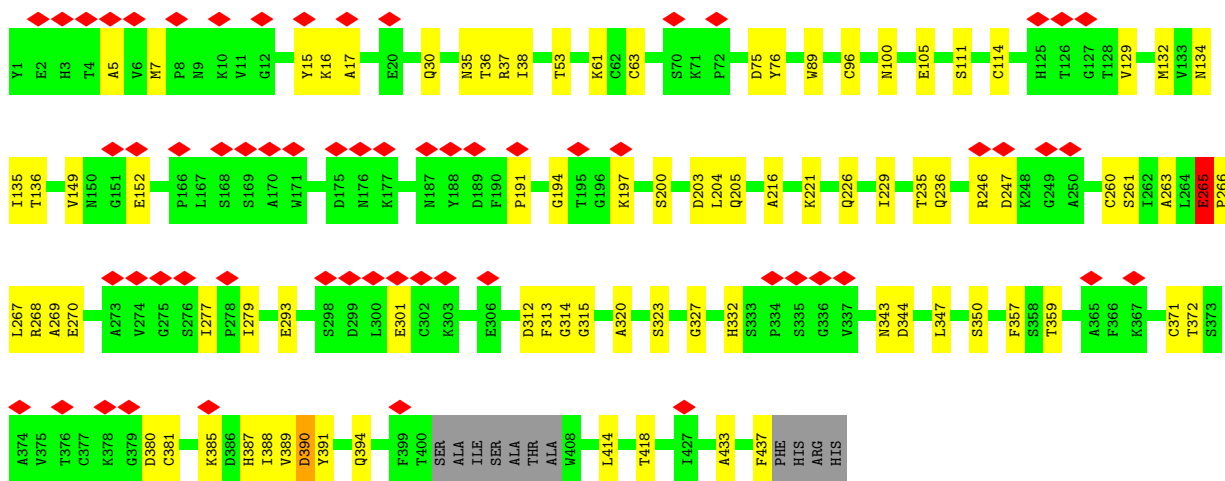 Y1 E2 H3 T4 A5 V6 M7 P8 N9 K10 V11 G12 Y15 K16 A17 E20 Q30 N35 T36 R37 I38 T53 K61 C62 C63 S70 K71 P72 D75 Y76 W89 C96 N100 E105 S111 C114 H125 T126 G127 T128 V129 M132 V133 N134
I135 T136 V149 N150 G151 E152 P166 L167 S168 S169 A170 W171 D175 N176 K177 N187 Y188 D189 F190 P191 G194 T195 G196 K197 S200 D203 L204 Q205 A216 K221 Q226 I229 T235 Q236 R246 D247 K248 G249 A250 C260 S261 I262 A263 L264 E265 P266
L267 R268 A269 E270 A273 V274 G275 S276 I277 P278 I279 E293 S298 D299 L300 E301 C302 K303 E306 D312 F313 G314 G315 A320 S323 G327 H332 S333 P334 S335 G336 V337 N343 D344 L347 S350 F357 S358 T359 A365 F366 K367 C371 T372 S373
A374 V375 T376 C377 K378 G379 D380 C381 K385 D386 H387 I388 V389 D390 Y391 Q394 F399 T400 SER ALA ILE SER ALA THR ALA W408 L414 T418 I427 A433 F437 PHE HIS ARG HIS